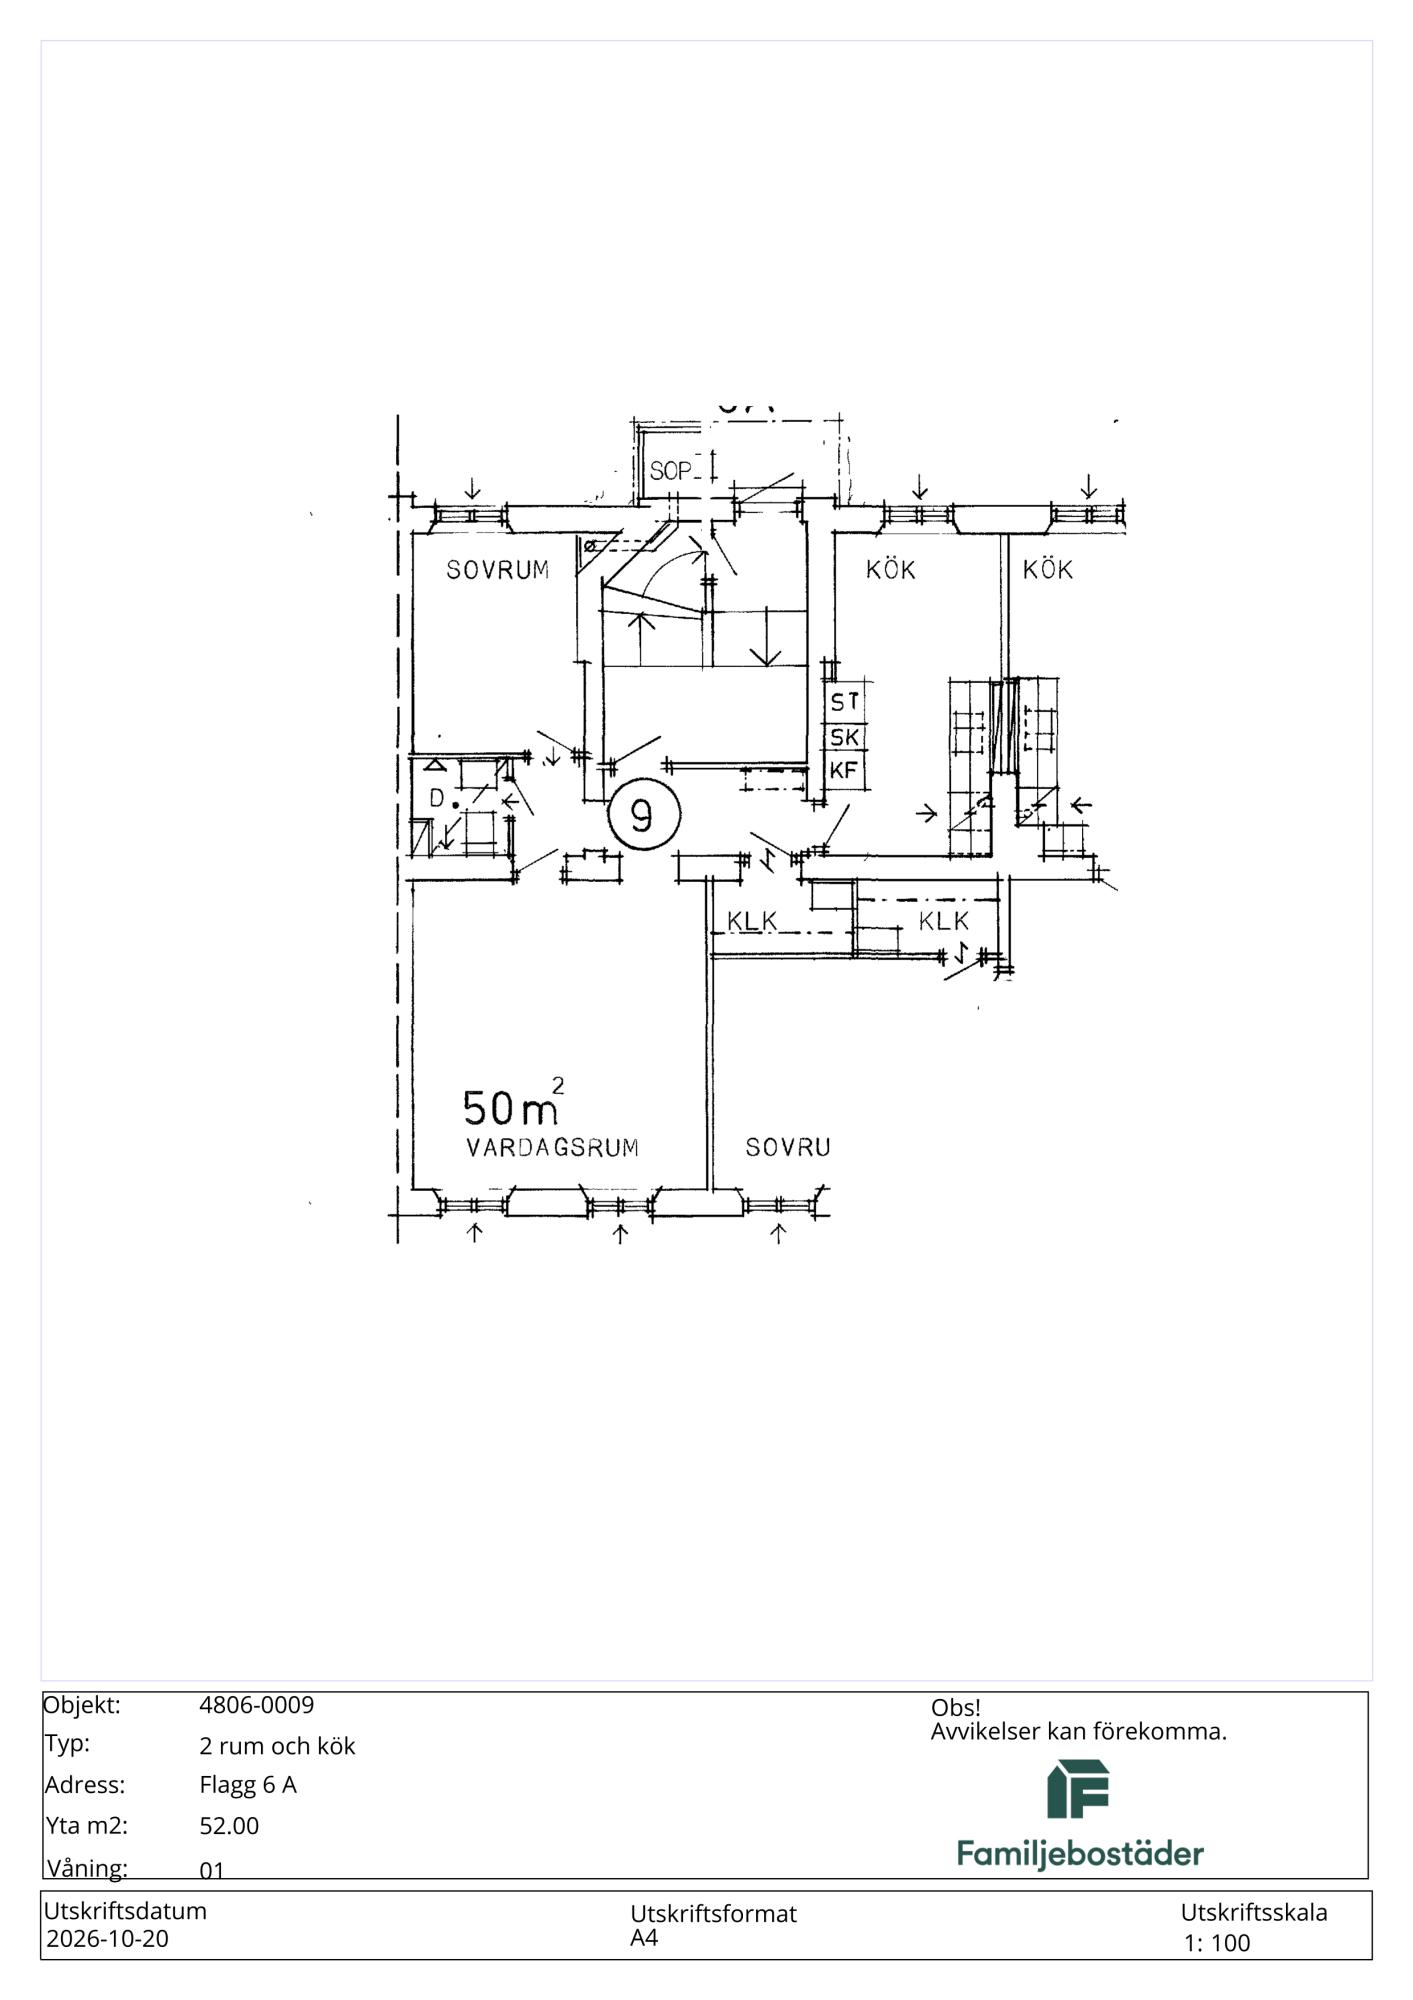 SOP
SOVRUM
KÖK
KÖK
ST
SK
KF
D
9
KLK
KLK
50m²
VARDAGSRUM
SOVRU
Objekt: 4806-0009
Typ: 2 rum och kök
Adress: Flagg 6 A
Yta m2: 52.00
Våning: 01
Obs!
Avvikelser kan förekomma.
Familjebostäder
Utskriftsdatum
2026-10-20
Utskriftsformat
A4
Utskriftsskala
1: 100